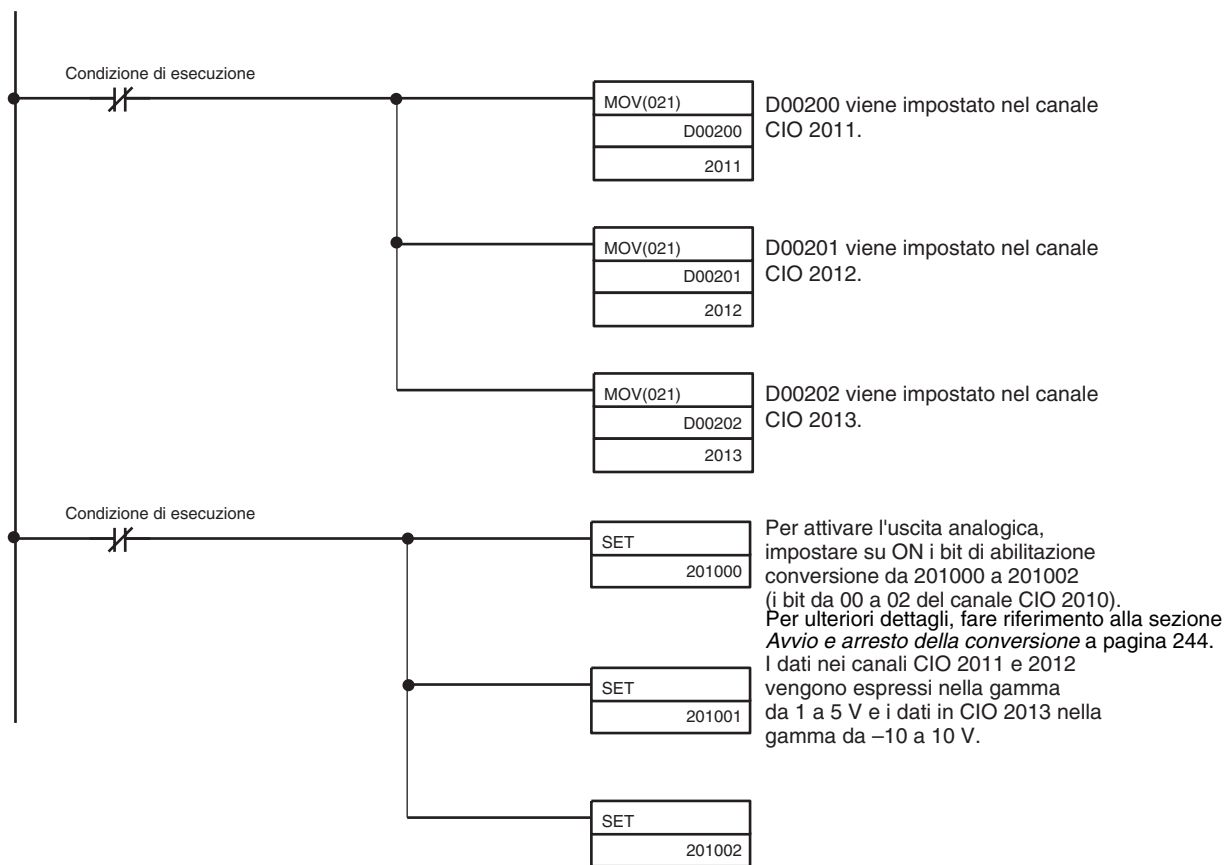 Condizione di esecuzione
MOV(021)
D00200
2011
D00200 viene impostato nel canale
CIO 2011.
MOV(021)
D00201
2012
D00201 viene impostato nel canale
CIO 2012.
MOV(021)
D00202
2013
D00202 viene impostato nel canale
CIO 2013.
Condizione di esecuzione
SET
201000
Per attivare l'uscita analogica,
impostare su ON i bit di abilitazione
conversione da 201000 a 201002
(i bit da 00 a 02 del canale CIO 2010).
Per ulteriori dettagli, fare riferimento alla sezione
Avvio e arresto della conversione a pagina 244.
SET
201001
I dati nei canali CIO 2011 e 2012
vengono espressi nella gamma
da 1 a 5 V e i dati in CIO 2013 nella
gamma da –10 a 10 V.
SET
201002